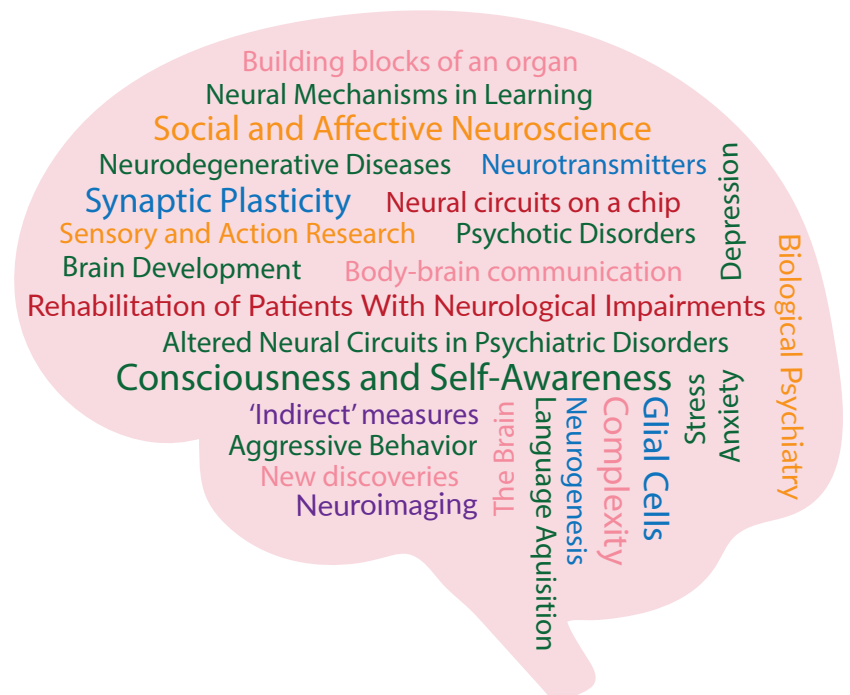 Building blocks of an organ
Neural Mechanisms in Learning
Social and Affective Neuroscience
Neurodegenerative Diseases
Neurotransmitters
Synaptic Plasticity
Neural circuits on a chip
Depression
Sensory and Action Research
Psychotic Disorders
Biological Psychiatry
Brain Development
Body-brain communication
Rehabilitation of Patients With Neurological Impairments
Altered Neural Circuits in Psychiatric Disorders
Consciousness and Self-Awareness
Stress
Anxiety
'Indirect' measures
Aggressive Behavior
New discoveries
Neuroimaging
The Brain
Language Aquisition
Neurogenesis
Complexity
Glial Cells